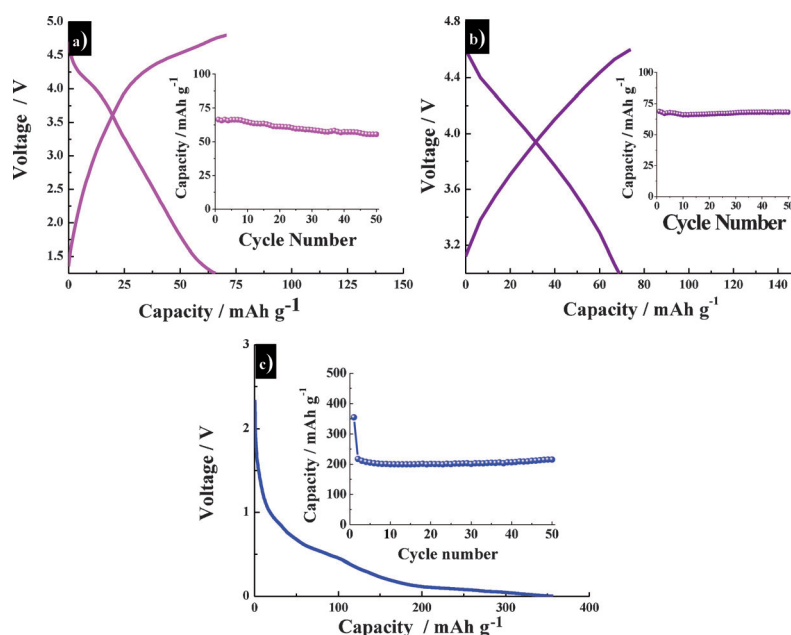 a)
5.0
4.5
4.0
3.5
3.0
2.5
2.0
1.5
Voltage / V
0 25 50 75 100 125 150
Capacity / mAh g-1
100
75
50
25
0
Capacity / mAh g-1
0 10 20 30 40 50
Cycle Number
b)
4.8
4.4
4.0
3.6
3.2
Voltage / V
0 20 40 60 80 100 120 140
Capacity / mAh g-1
100
75
50
25
0
Capacity / mAh g-1
0 10 20 30 40 50
Cycle Number
c)
3
2
1
0
Voltage / V
0 100 200 300 400
Capacity / mAh g-1
500
400
300
200
100
0
Capacity / mAh g-1
0 10 20 30 40 50
Cycle number